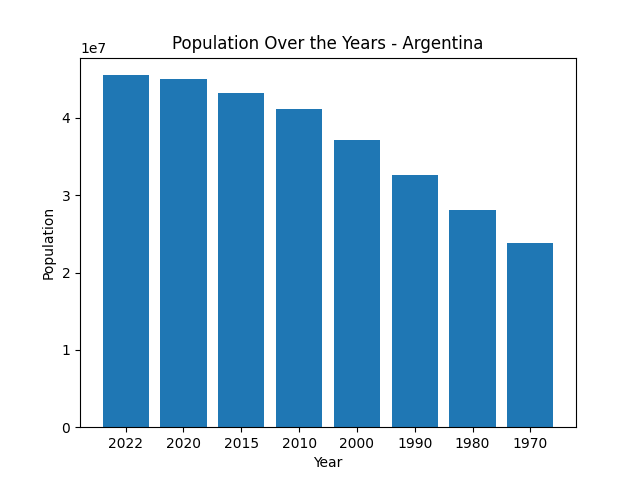 Population Over the Years - Argentina
1e7
4
3
2
1
0
Population
2022 2020 2015 2010 2000 1990 1980 1970
Year